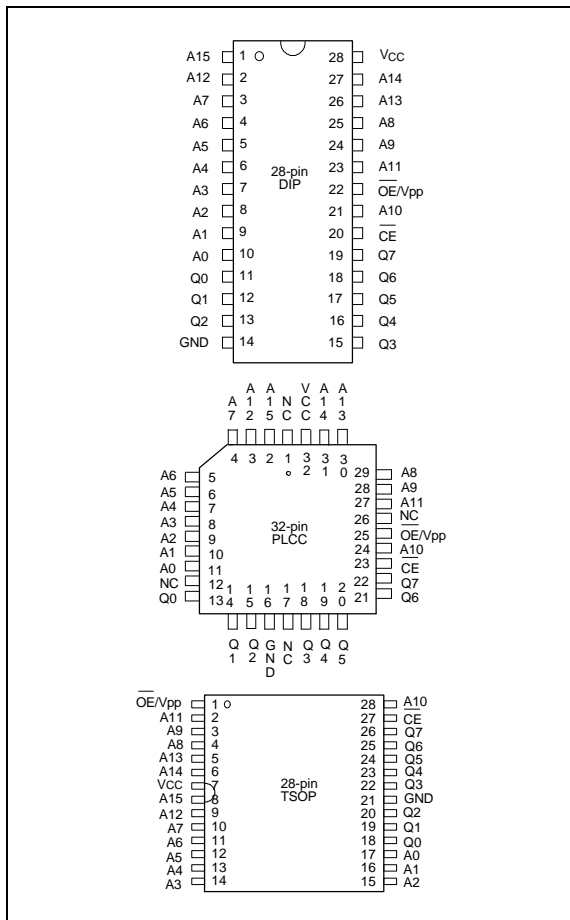 A15 1 28 VCC
A12 2 27 A14
A7 3 26 A13
A6 4 25 A8
A5 5 24 A9
A4 6 23 A11
A3 7 22 OE/Vpp
A2 8 21 A10
A1 9 20 CE
A0 10 19 Q7
Q0 11 18 Q6
Q1 12 17 Q5
Q2 13 16 Q4
GND 14 15 Q3
28-pin
DIP
A7 A12 A15 NC VCC A14 A13
4 3 2 1 32 31 30
A6 5 29 A8
A5 6 28 A9
A4 7 27 A11
A3 8 26 NC
A2 9 25 OE/Vpp
A1 10 24 A10
A0 11 23 CE
NC 12 22 Q7
Q0 13 21 Q6
32-pin
PLCC
14 15 16 17 18 19 20
Q1 Q2 GND NC Q3 Q4 Q5
OE/Vpp 1 28 A10
A11 2 27 CE
A9 3 26 Q7
A8 4 25 Q6
A13 5 24 Q5
A14 6 23 Q4
VCC 7 22 Q3
A15 8 21 GND
A12 9 20 Q2
A7 10 19 Q1
A6 11 18 Q0
A5 12 17 A0
A4 13 16 A1
A3 14 15 A2
28-pin
TSOP